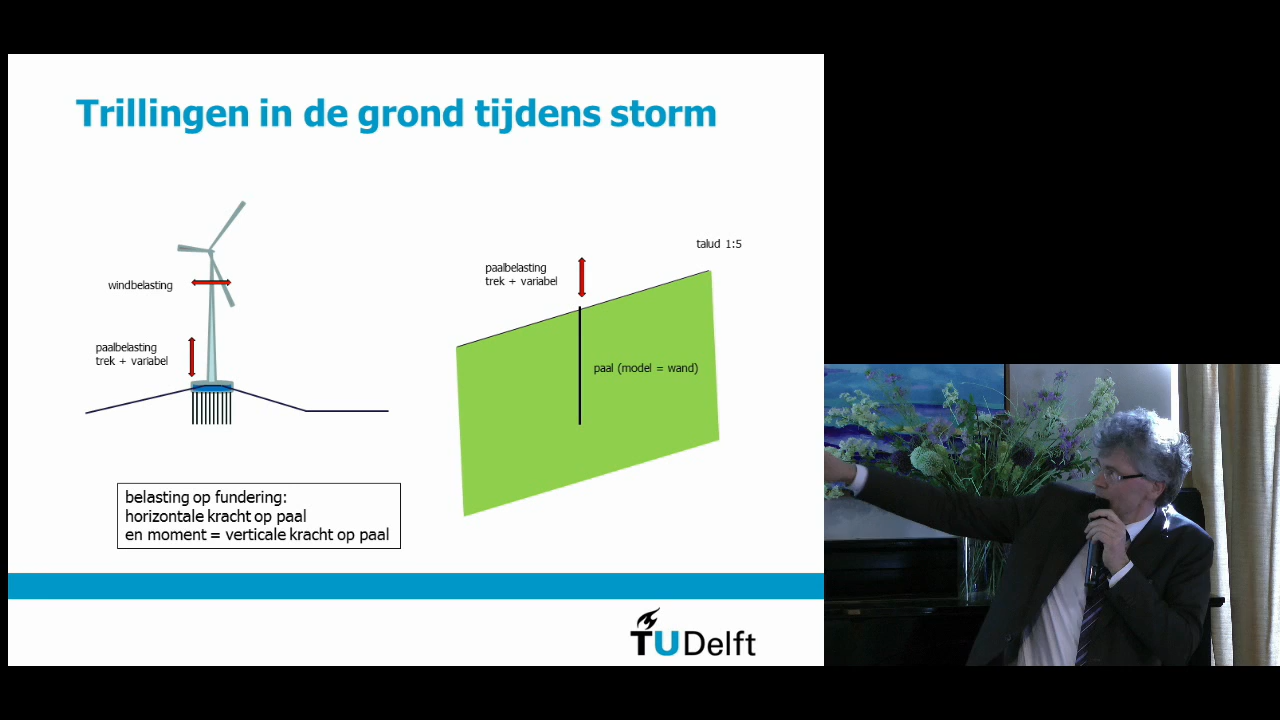 Trillingen in de grond tijdens storm
talud 1:5
paalbelasting
trek + variabel
windbelasting
paalbelasting
trek + variabel
paal (model = wand)
belasting op fundering:
horizontale kracht op paal
en moment = verticale kracht op paal
TUDelft